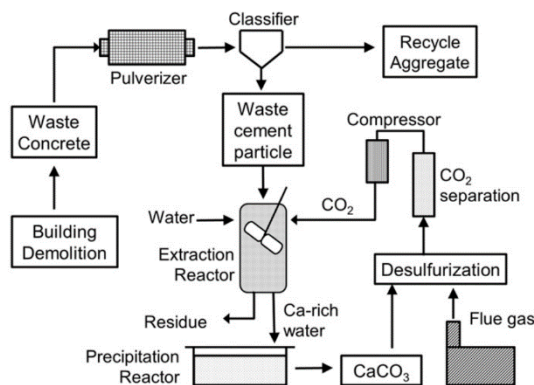 Classifier
Pulverizer
Recycle
Aggregate
Waste
Concrete
Waste
cement
particle
Compressor
CO₂
separation
Building
Demolition
Water
CO₂
Extraction
Reactor
Desulfurization
Residue
Ca-rich
water
Flue gas
Precipitation
Reactor
CaCO₃